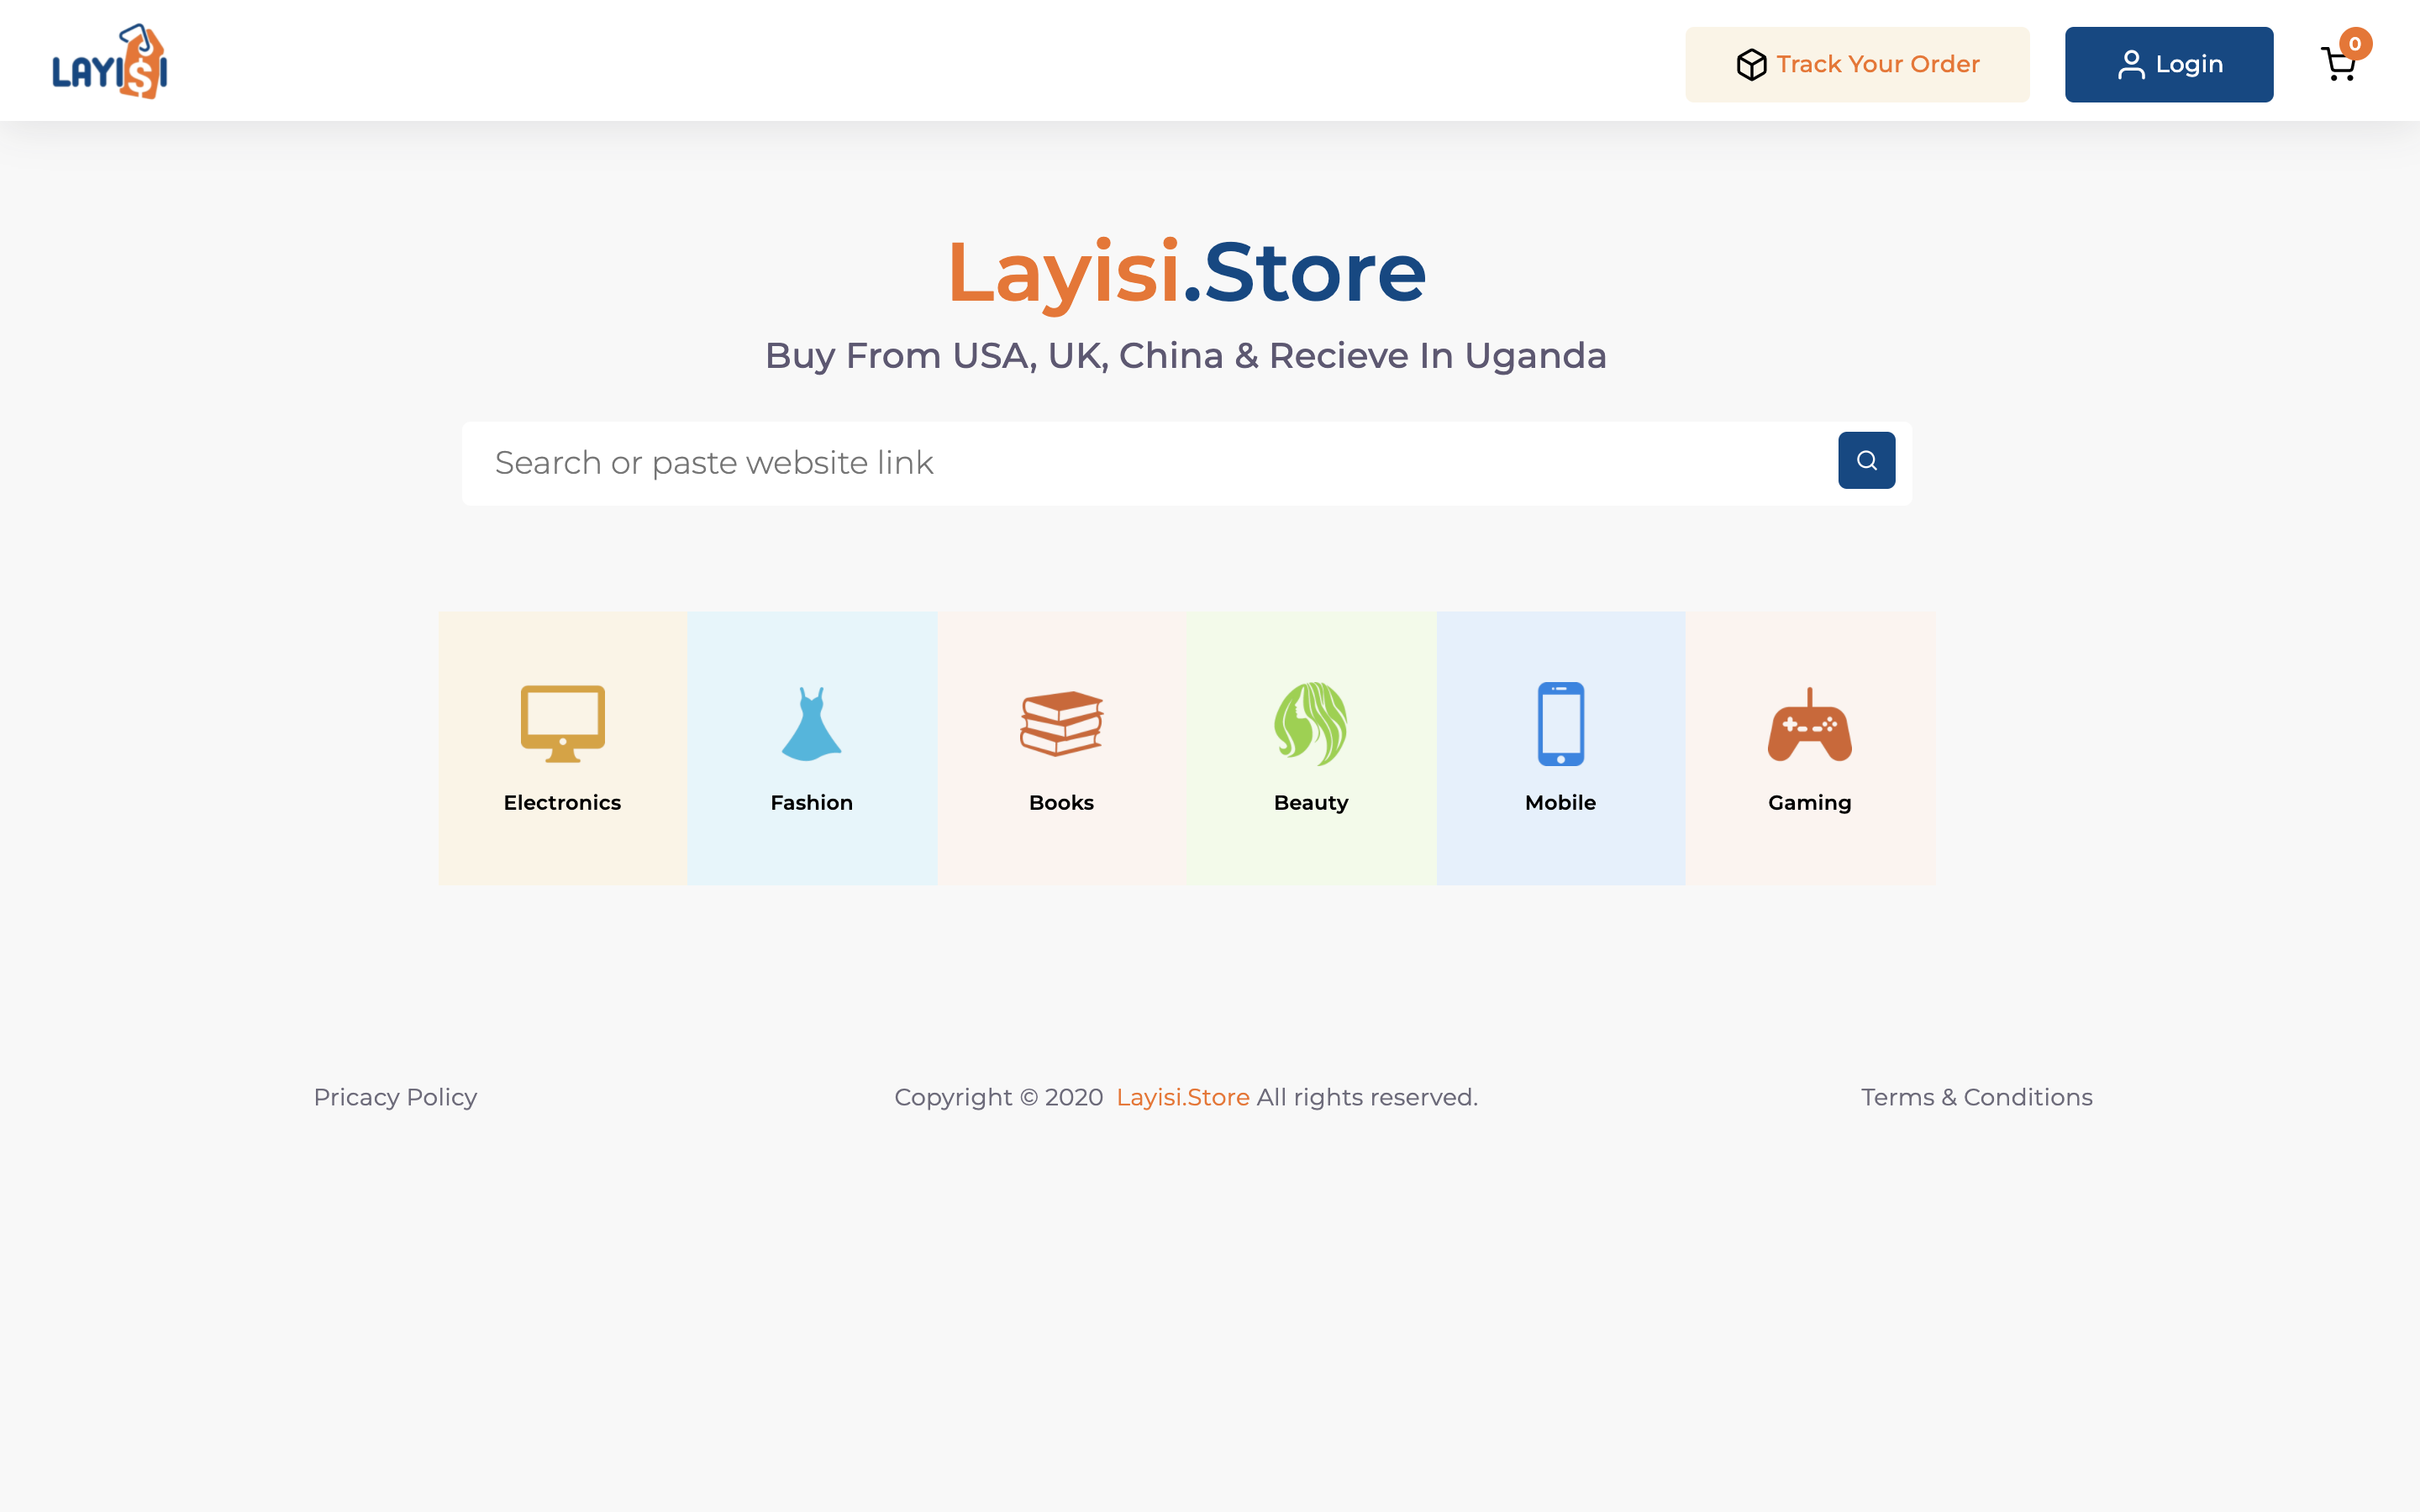 LAYISI
Track Your Order
Login
0
Layisi.Store
Buy From USA, UK, China & Recieve In Uganda
Search or paste website link
Electronics
Fashion
Books
Beauty
Mobile
Gaming
Pricacy Policy
Copyright © 2020 Layisi.Store All rights reserved.
Terms & Conditions